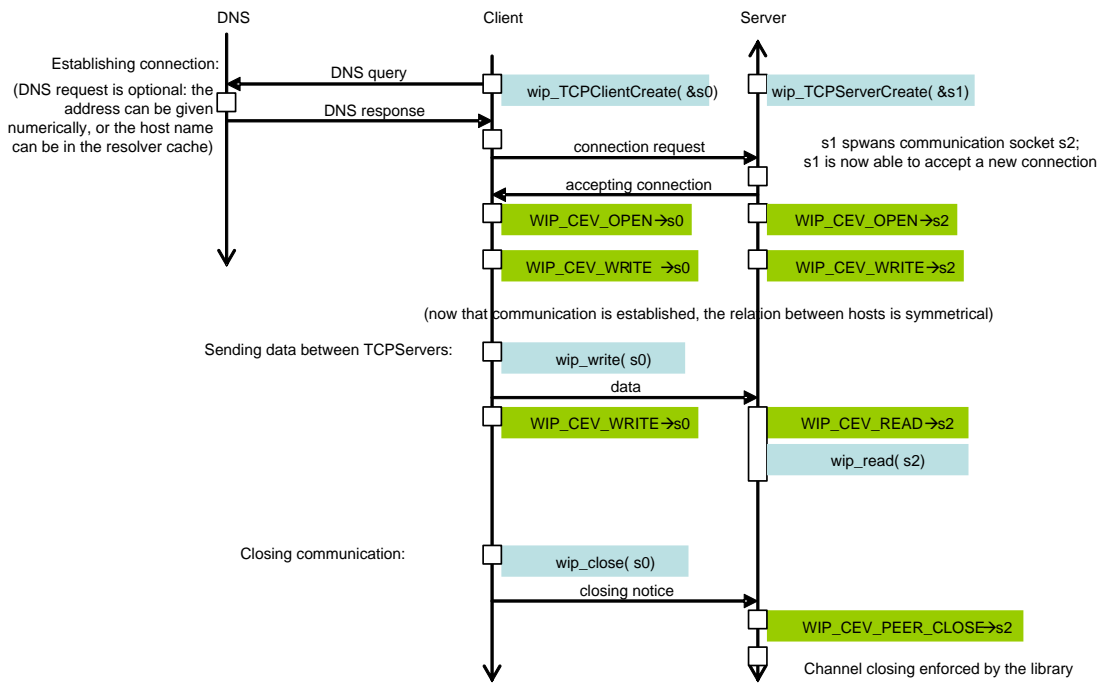 DNS
Client
Server
Establishing connection:
(DNS request is optional: the
address can be given
numerically, or the host name
can be in the resolver cache)
DNS query
wip_TCPClientCreate( &s0)
wip_TCPServerCreate( &s1)
DNS response
connection request
s1 spwans communication socket s2;
s1 is now able to accept a new connection
accepting connection
WIP_CEV_OPEN→s0
WIP_CEV_OPEN→s2
WIP_CEV_WRITE →s0
WIP_CEV_WRITE→s2
(now that communication is established, the relation between hosts is symmetrical)
Sending data between TCPServers:
wip_write( s0)
data
WIP_CEV_WRITE→s0
WIP_CEV_READ→s2
wip_read( s2)
Closing communication:
wip_close( s0)
closing notice
WIP_CEV_PEER_CLOSE→s2
Channel closing enforced by the library